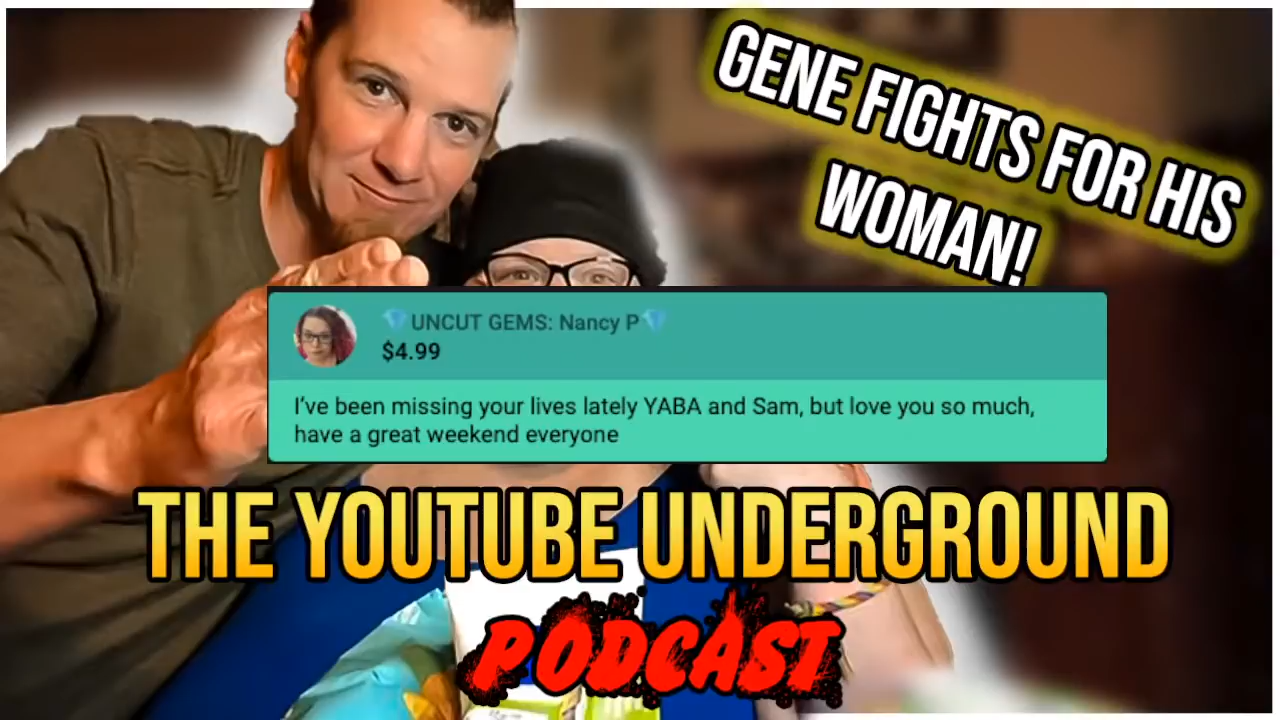 GENE FIGHTS FOR HIS
WOMAN!
💎UNCUT GEMS: Nancy P💎
$4.99
I've been missing your lives lately YABA and Sam, but love you so much,
have a great weekend everyone
THE YOUTUBE UNDERGROUND
PODCAST